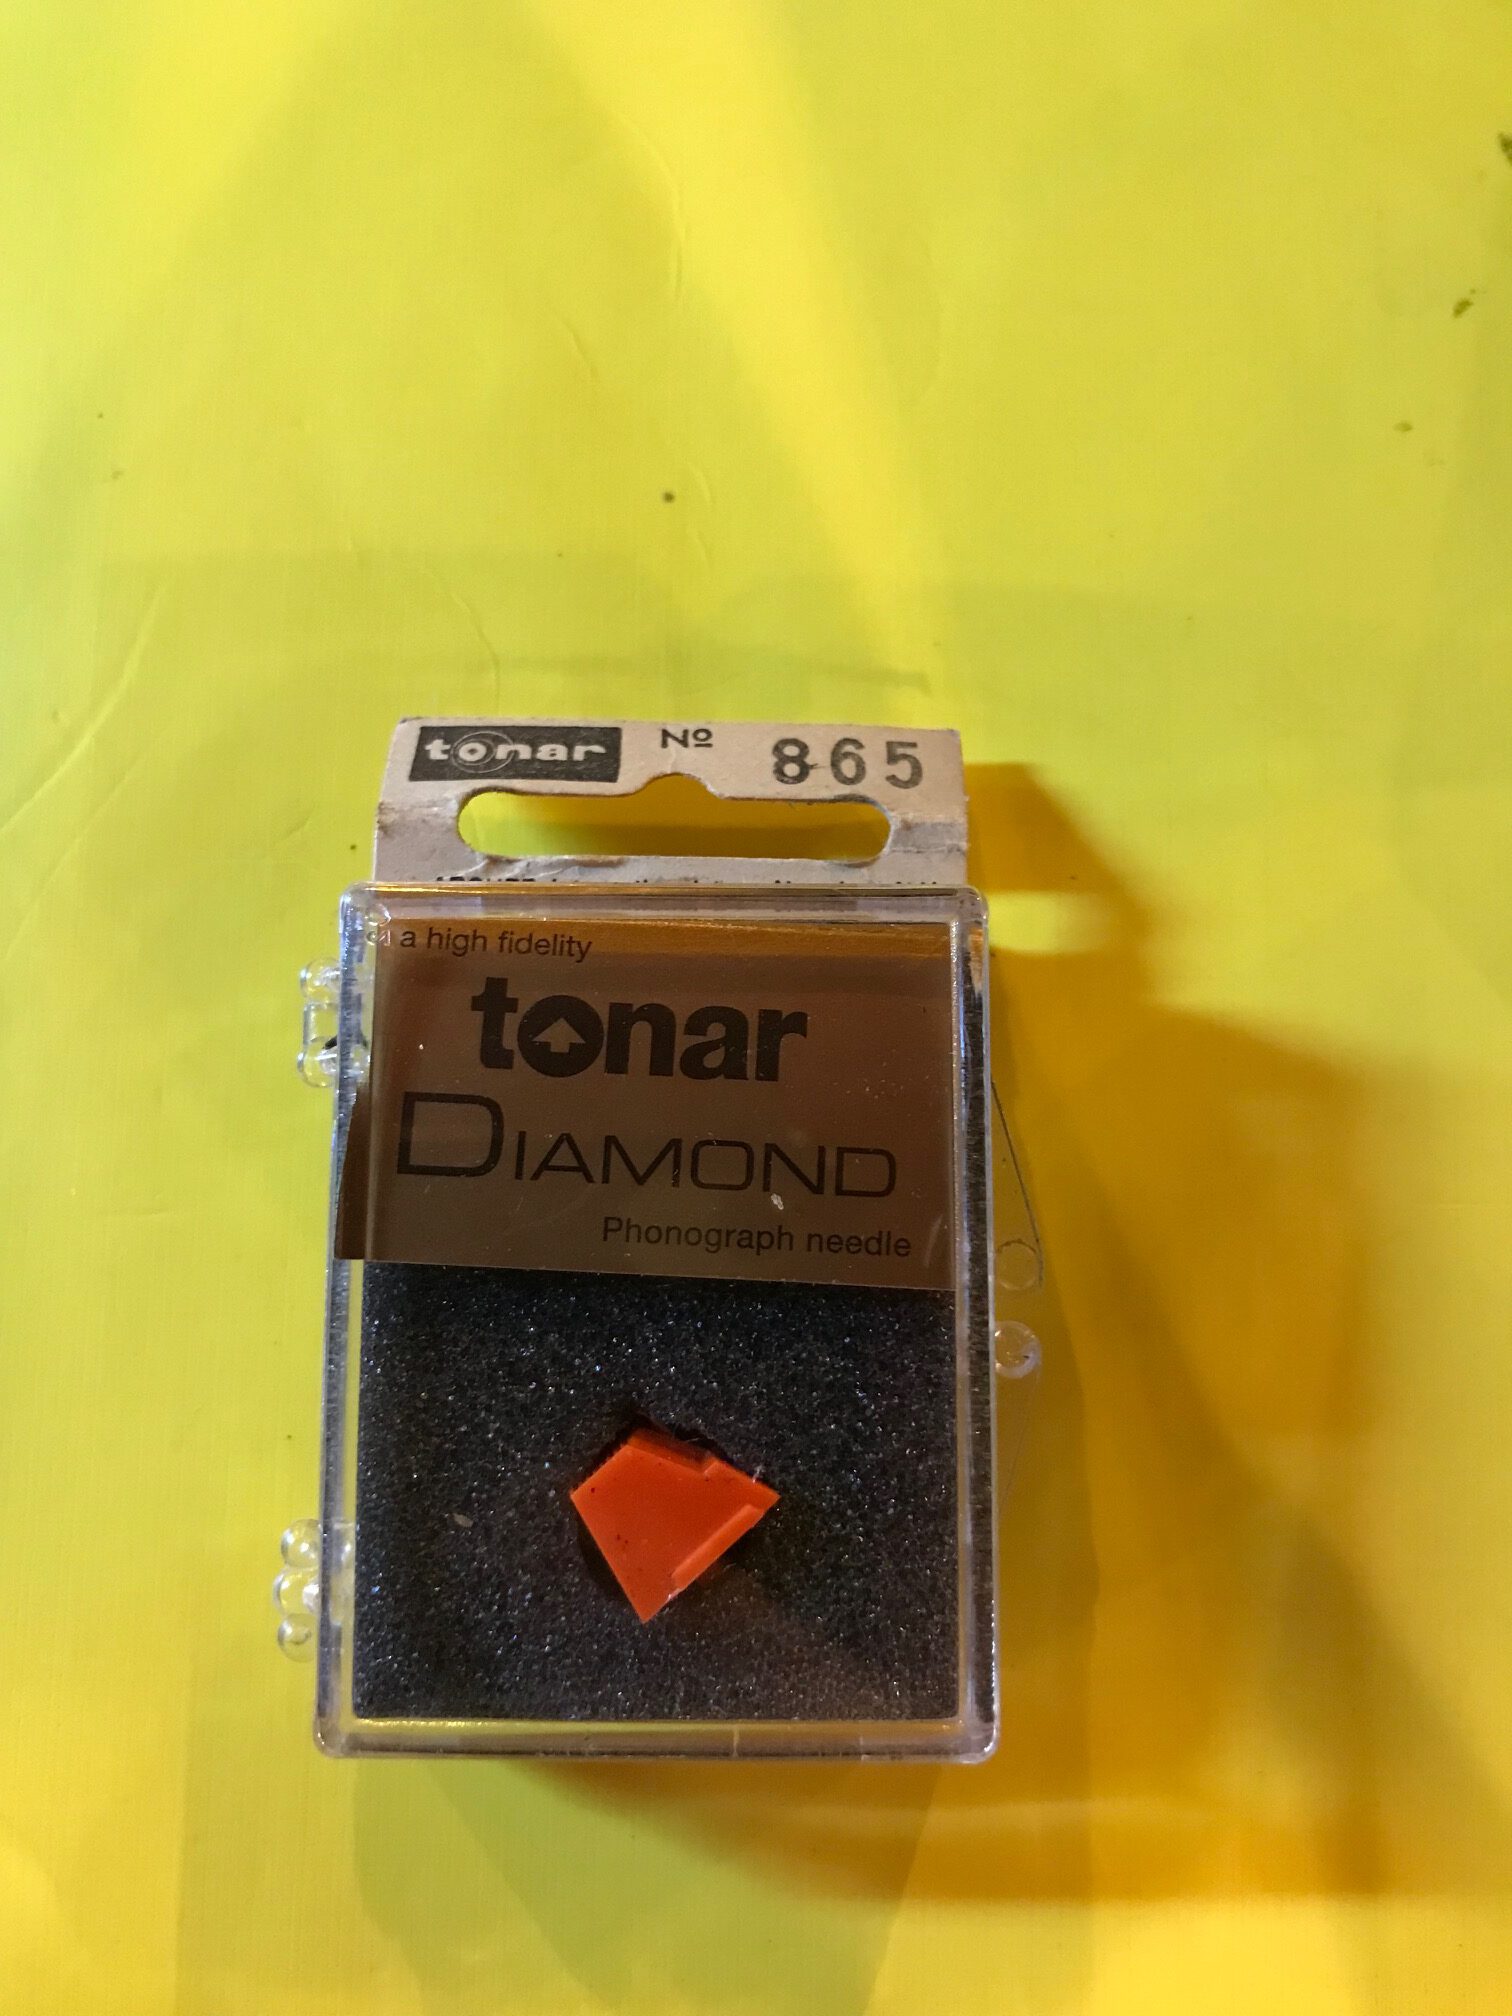 tonar Nº 865
a high fidelity
tonar
DIAMOND
Phonograph needle